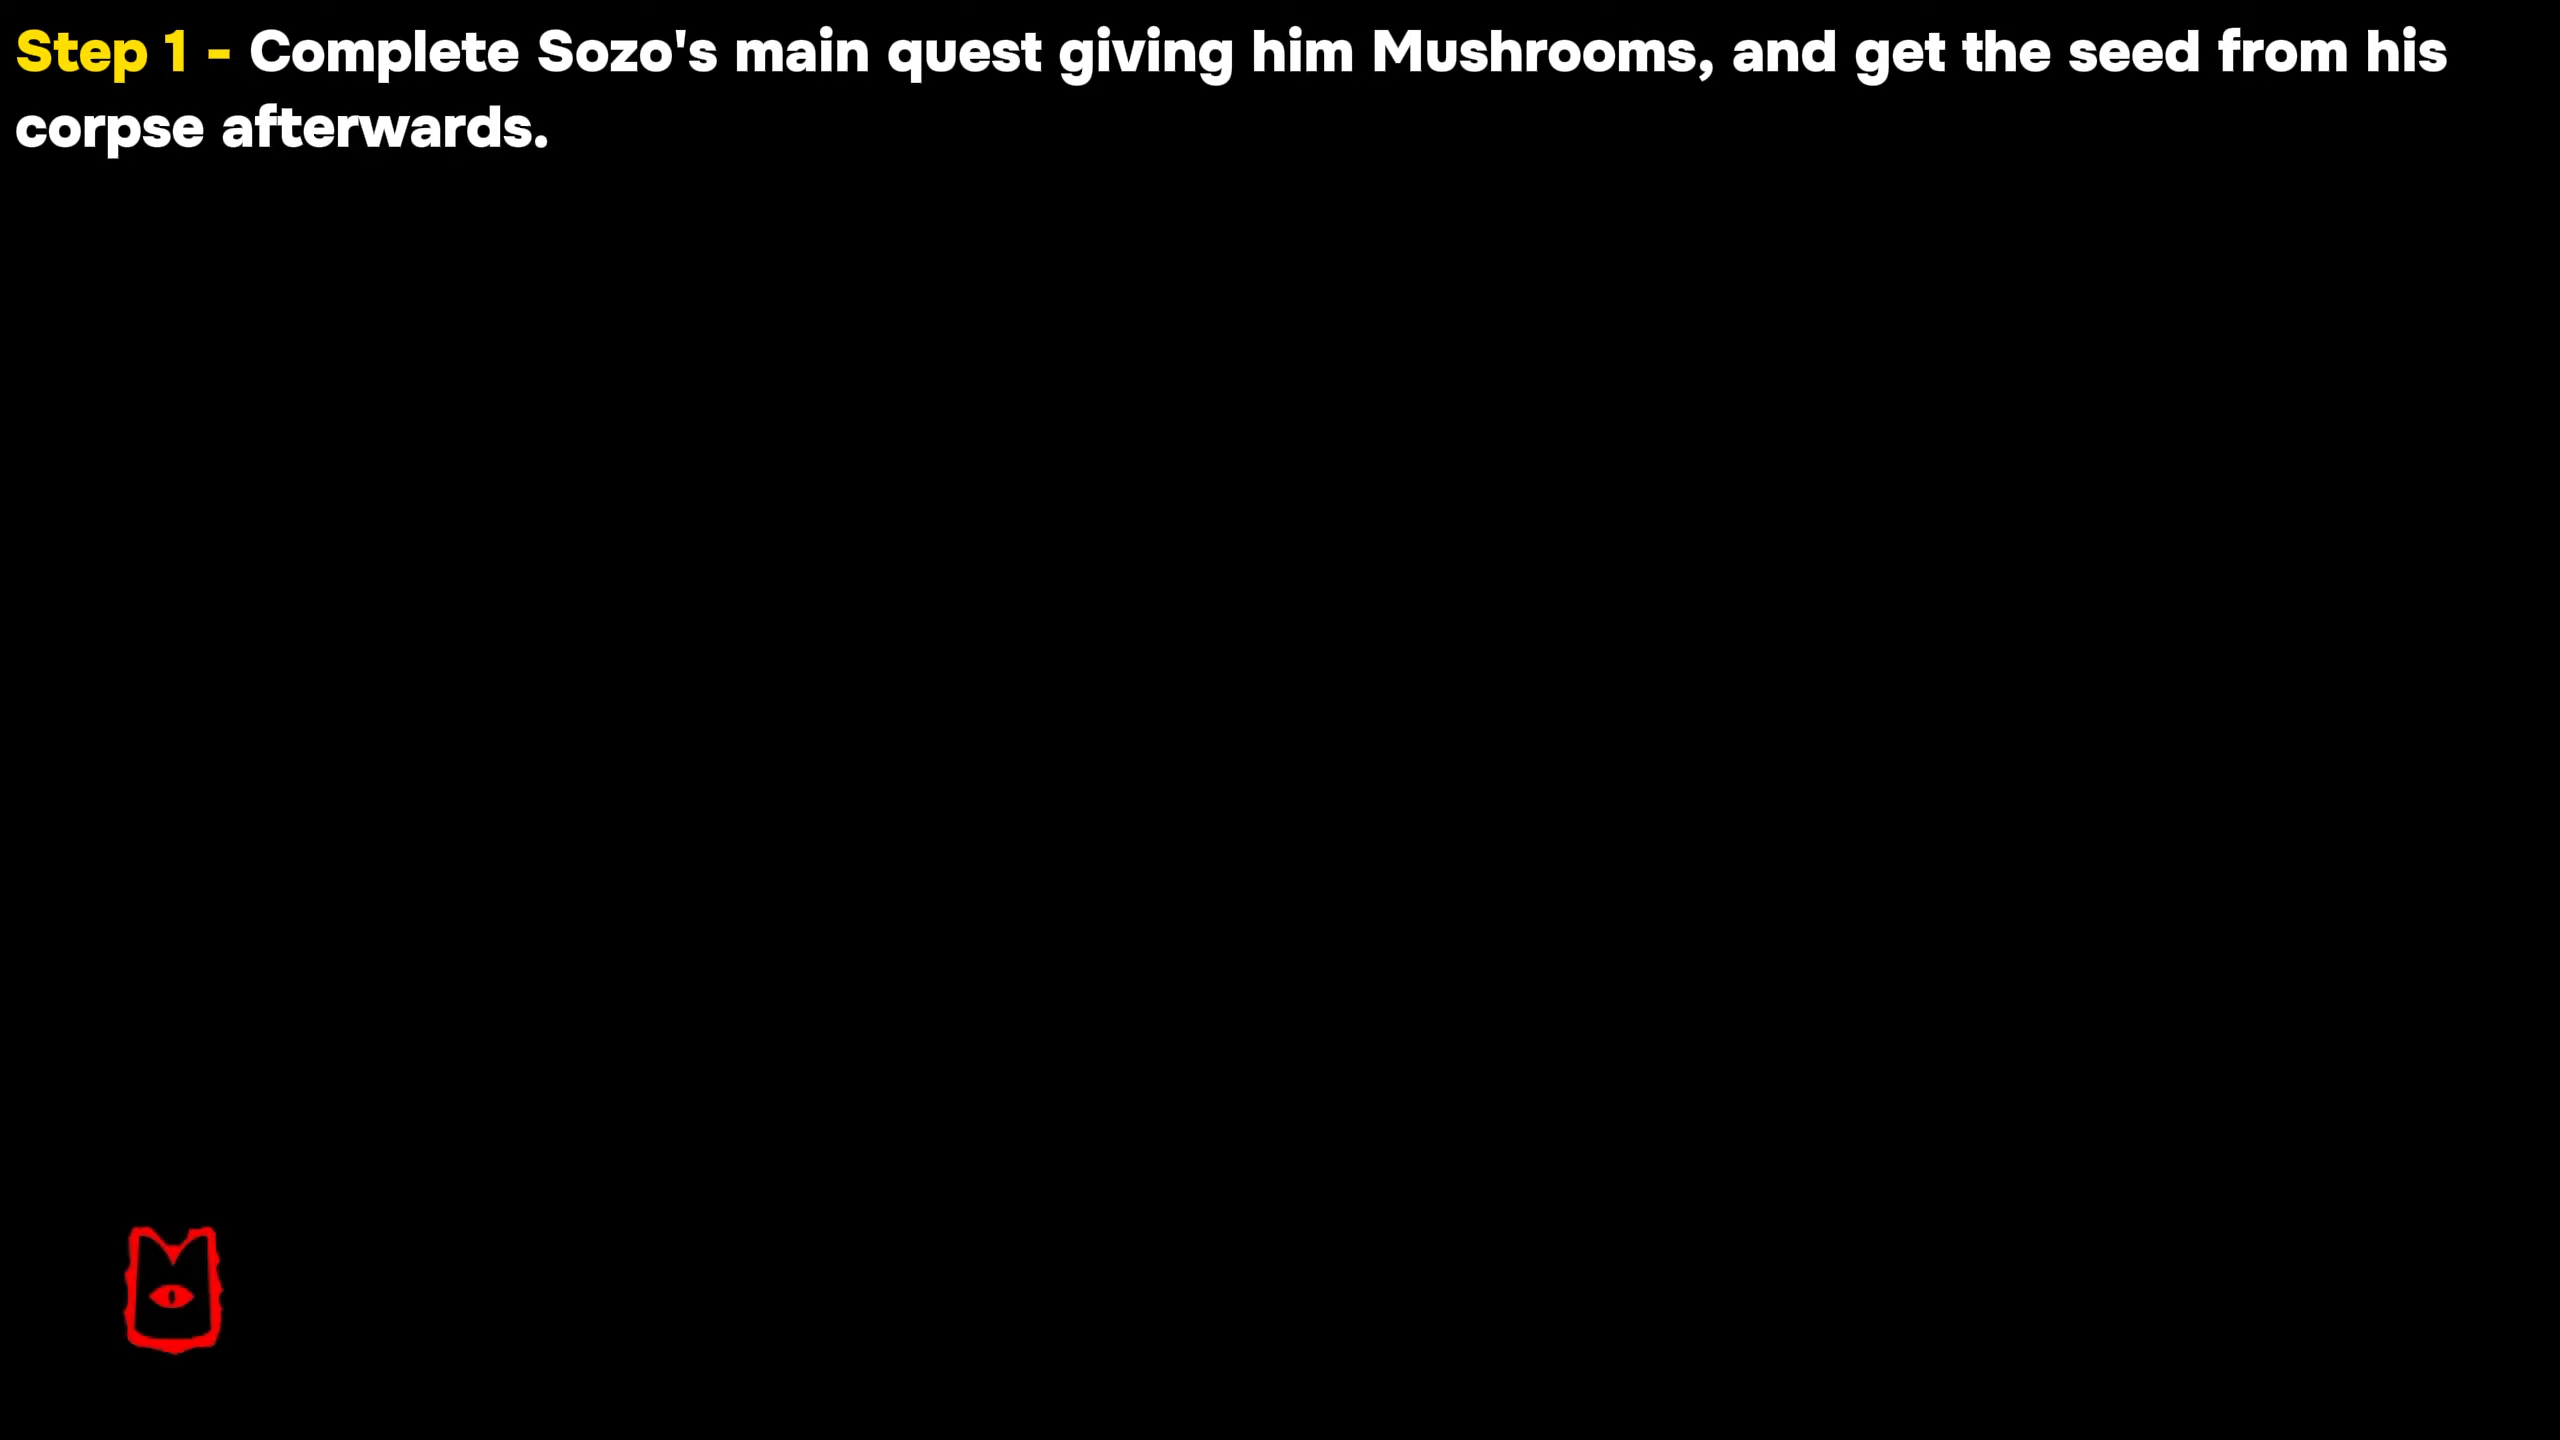 Step 1 - Complete Sozo's main quest giving him Mushrooms, and get the seed from his
corpse afterwards.